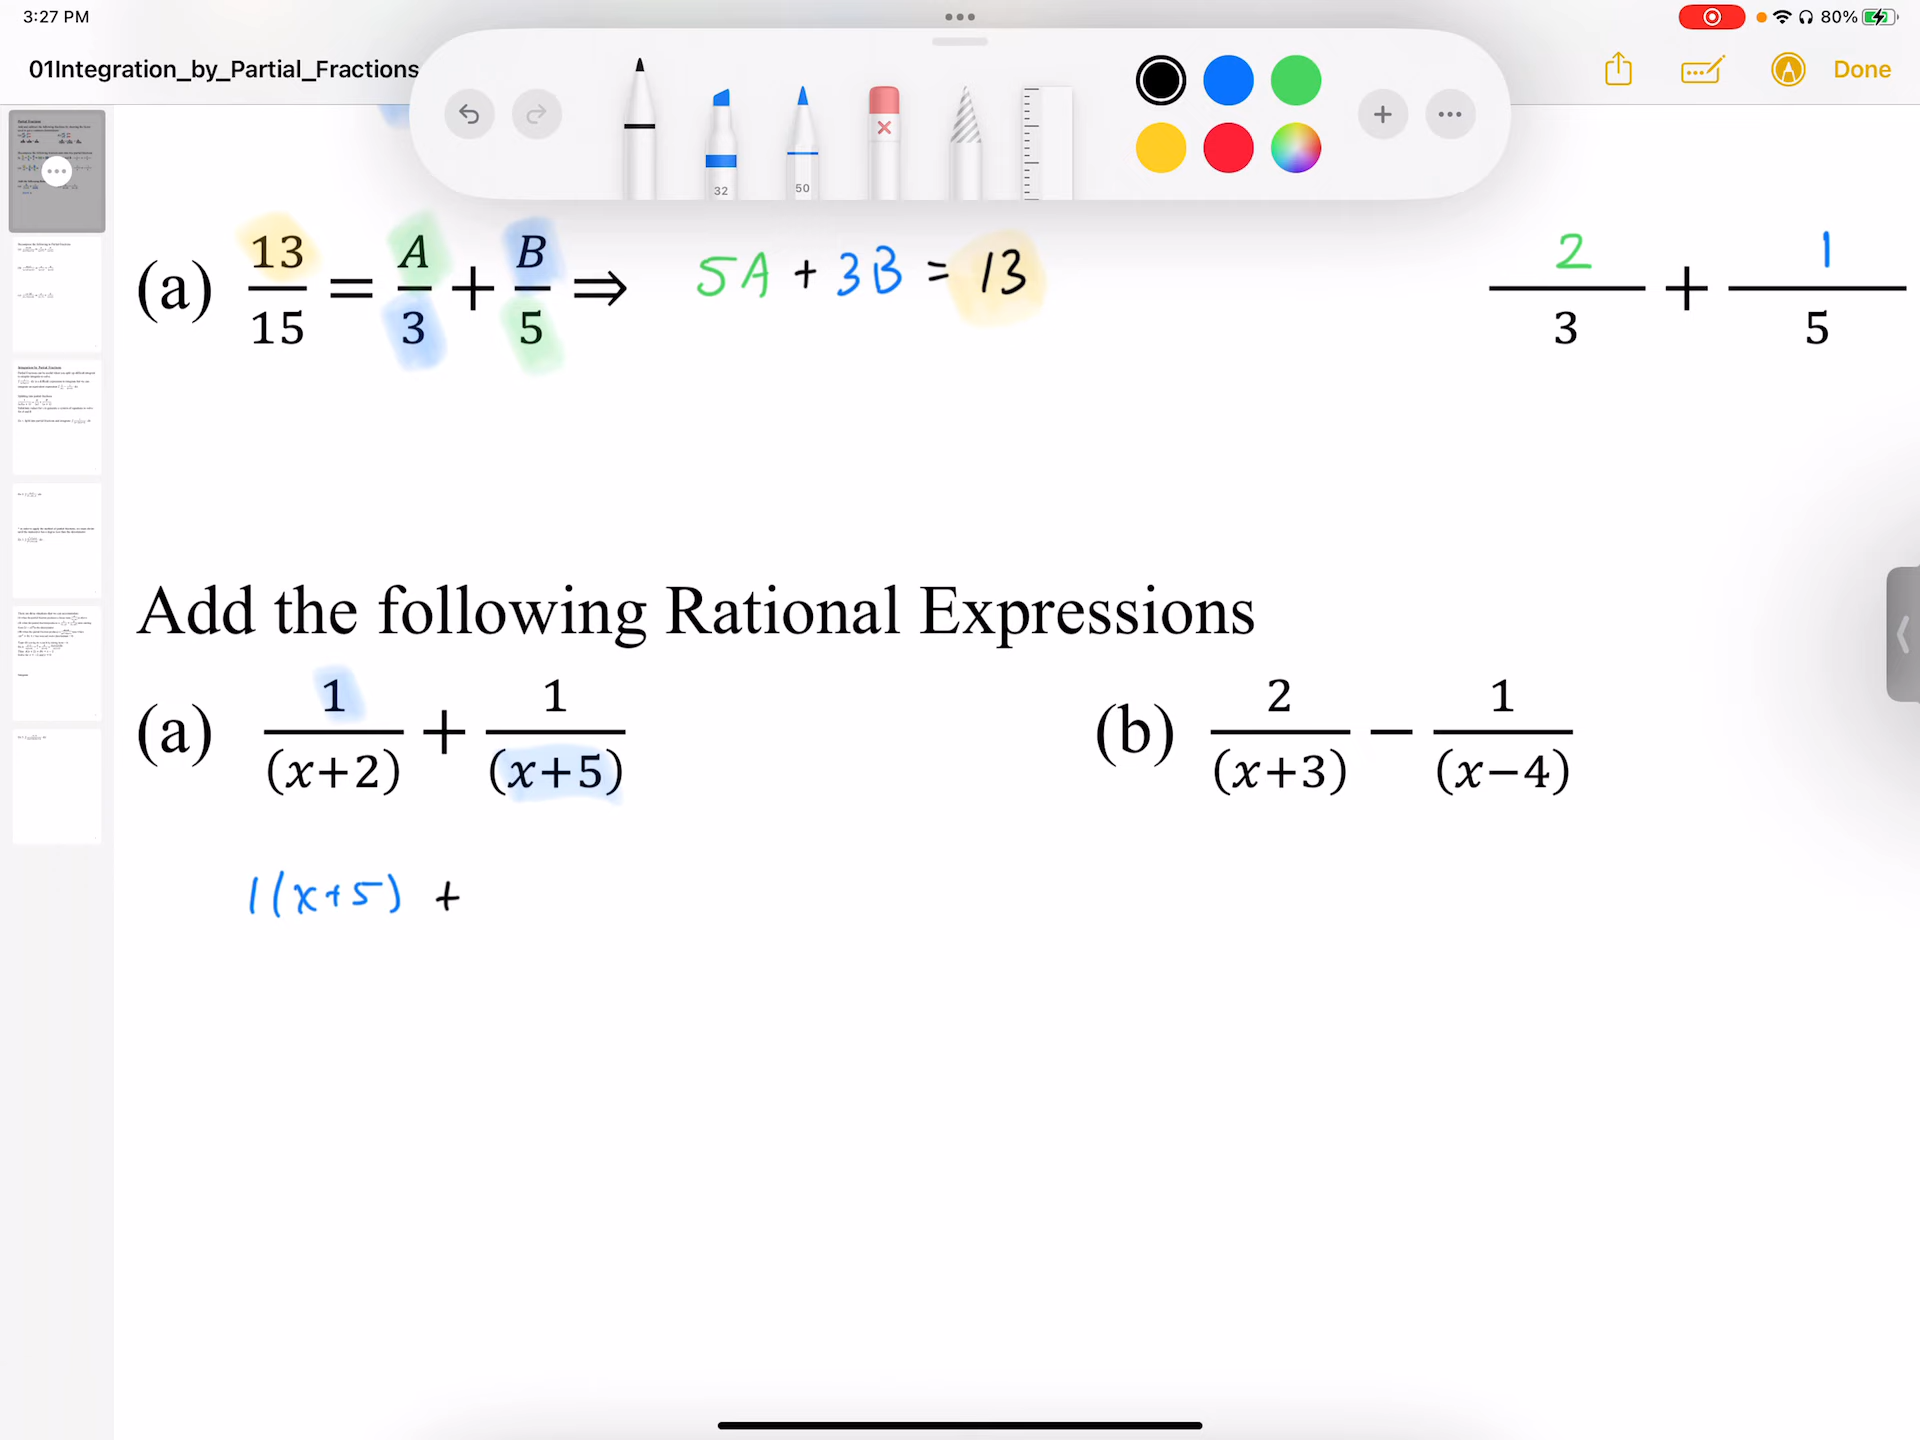 3:27 PM
80%
01Integration_by_Partial_Fractions
Done
32
50
(a) 13/15 = A/3 + B/5 ⇒ 5A + 3B = 13
2/3 + 1/5
Add the following Rational Expressions
(a) 1/(x+2) + 1/(x+5)
(b) 2/(x+3) − 1/(x−4)
1(x+5) +